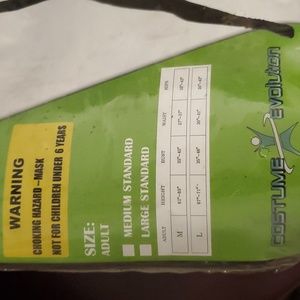 WARNING
CHOKING HAZARD -MASK
NOT FOR CHILDREN UNDER 6 YEARS
SIZE:
ADULT
MEDIUM STANDARD
LARGE STANDARD
ADULT HEIGHT BUST WAIST HIPS
M
L
COSTUME evolution